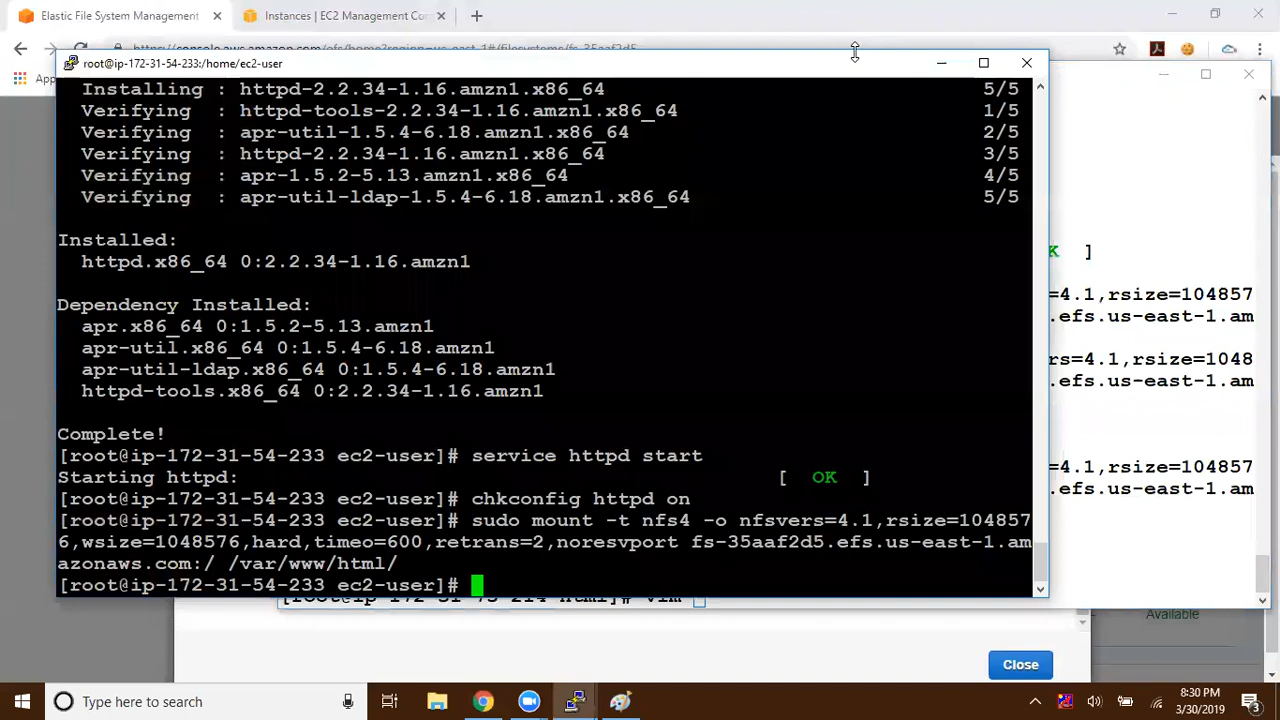 Elastic File System Management
Instances | EC2 Management Con
https://console.aws.amazon.com/efs/home?region=us-east-1#/filesystems/fs-35aaf2d5
App
root@ip-172-31-54-233:/home/ec2-user
Installing : httpd-2.2.34-1.16.amzn1.x86_64 5/5
Verifying : httpd-tools-2.2.34-1.16.amzn1.x86_64 1/5
Verifying : apr-util-1.5.4-6.18.amzn1.x86_64 2/5
Verifying : httpd-2.2.34-1.16.amzn1.x86_64 3/5
Verifying : apr-1.5.2-5.13.amzn1.x86_64 4/5
Verifying : apr-util-ldap-1.5.4-6.18.amzn1.x86_64 5/5
Installed:
httpd.x86_64 0:2.2.34-1.16.amzn1
Dependency Installed:
apr.x86_64 0:1.5.2-5.13.amzn1
apr-util.x86_64 0:1.5.4-6.18.amzn1
apr-util-ldap.x86_64 0:1.5.4-6.18.amzn1
httpd-tools.x86_64 0:2.2.34-1.16.amzn1
Complete!
[root@ip-172-31-54-233 ec2-user]# service httpd start
Starting httpd: [ OK ]
[root@ip-172-31-54-233 ec2-user]# chkconfig httpd on
[root@ip-172-31-54-233 ec2-user]# sudo mount -t nfs4 -o nfsvers=4.1,rsize=104857
6,wsize=1048576,hard,timeo=600,retrans=2,noresvport fs-35aaf2d5.efs.us-east-1.am
azonaws.com:/ /var/www/html/
[root@ip-172-31-54-233 ec2-user]#
K ]
=4.1,rsize=104857
.efs.us-east-1.am
rs=4.1,rsize=1048
.efs.us-east-1.am
=4.1,rsize=104857
.efs.us-east-1.am
[root@ip-172-31-73-214 html]# vim
Available
Close
Type here to search
8:30 PM
3/30/2019
3